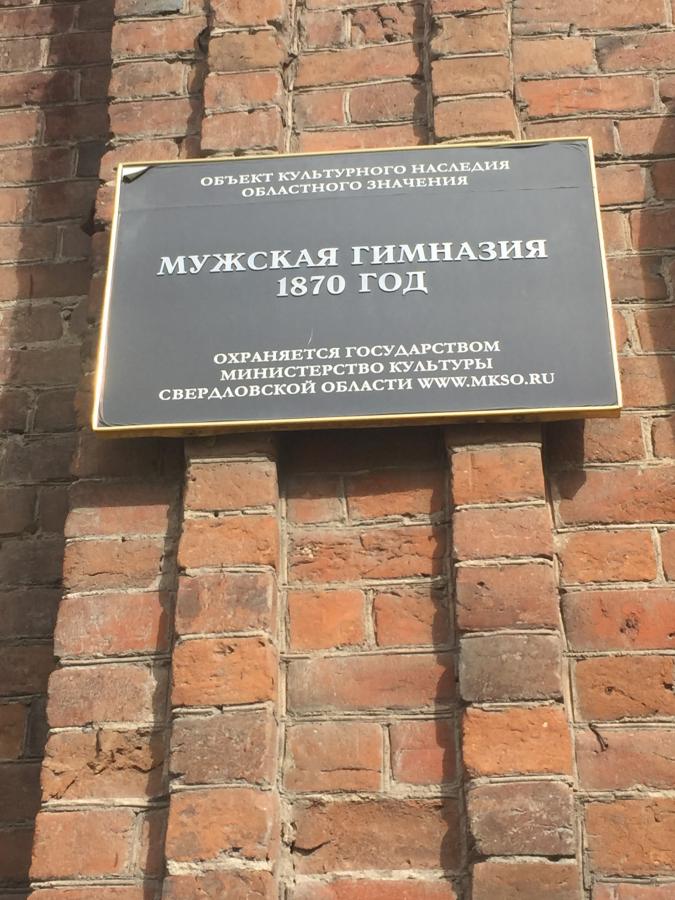 ОБЪЕКТ КУЛЬТУРНОГО НАСЛЕДИЯ
ОБЛАСТНОГО ЗНАЧЕНИЯ
МУЖСКАЯ ГИМНАЗИЯ
1870 ГОД
ОХРАНЯЕТСЯ ГОСУДАРСТВОМ
МИНИСТЕРСТВО КУЛЬТУРЫ
СВЕРДЛОВСКОЙ ОБЛАСТИ WWW.MKSO.RU